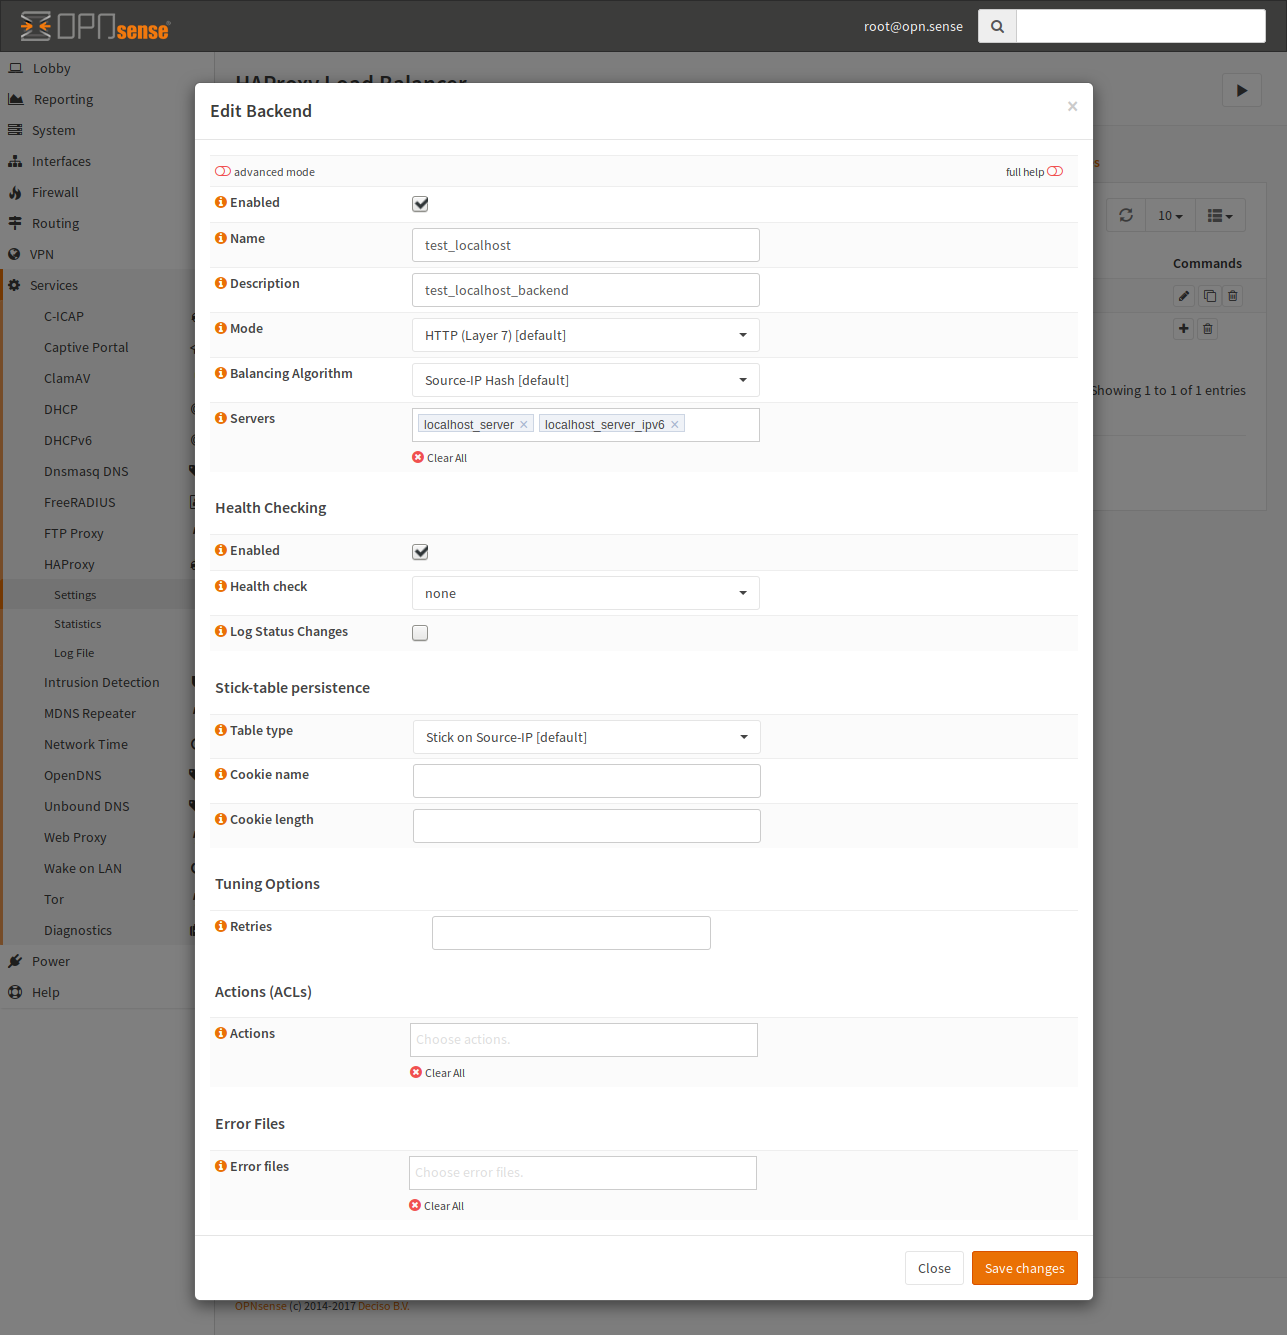 OPNsense
root@opn.sense
Lobby
Reporting
System
Interfaces
Firewall
Routing
VPN
Services
C-ICAP
Captive Portal
ClamAV
DHCP
DHCPv6
Dnsmasq DNS
FreeRADIUS
FTP Proxy
HAProxy
Settings
Statistics
Log File
Intrusion Detection
MDNS Repeater
Network Time
OpenDNS
Unbound DNS
Web Proxy
Wake on LAN
Tor
Diagnostics
Power
Help
HAProxy Load Balancer
10
Commands
Showing 1 to 1 of 1 entries
Edit Backend
×
advanced mode
full help
Enabled
Name
test_localhost
Description
test_localhost_backend
Mode
HTTP (Layer 7) [default]
Balancing Algorithm
Source-IP Hash [default]
Servers
localhost_server × localhost_server_ipv6 ×
Clear All
Health Checking
Enabled
Health check
none
Log Status Changes
Stick-table persistence
Table type
Stick on Source-IP [default]
Cookie name
Cookie length
Tuning Options
Retries
Actions (ACLs)
Actions
Choose actions.
Clear All
Error Files
Error files
Choose error files.
Clear All
Close
Save changes
OPNsense (c) 2014-2017 Deciso B.V.